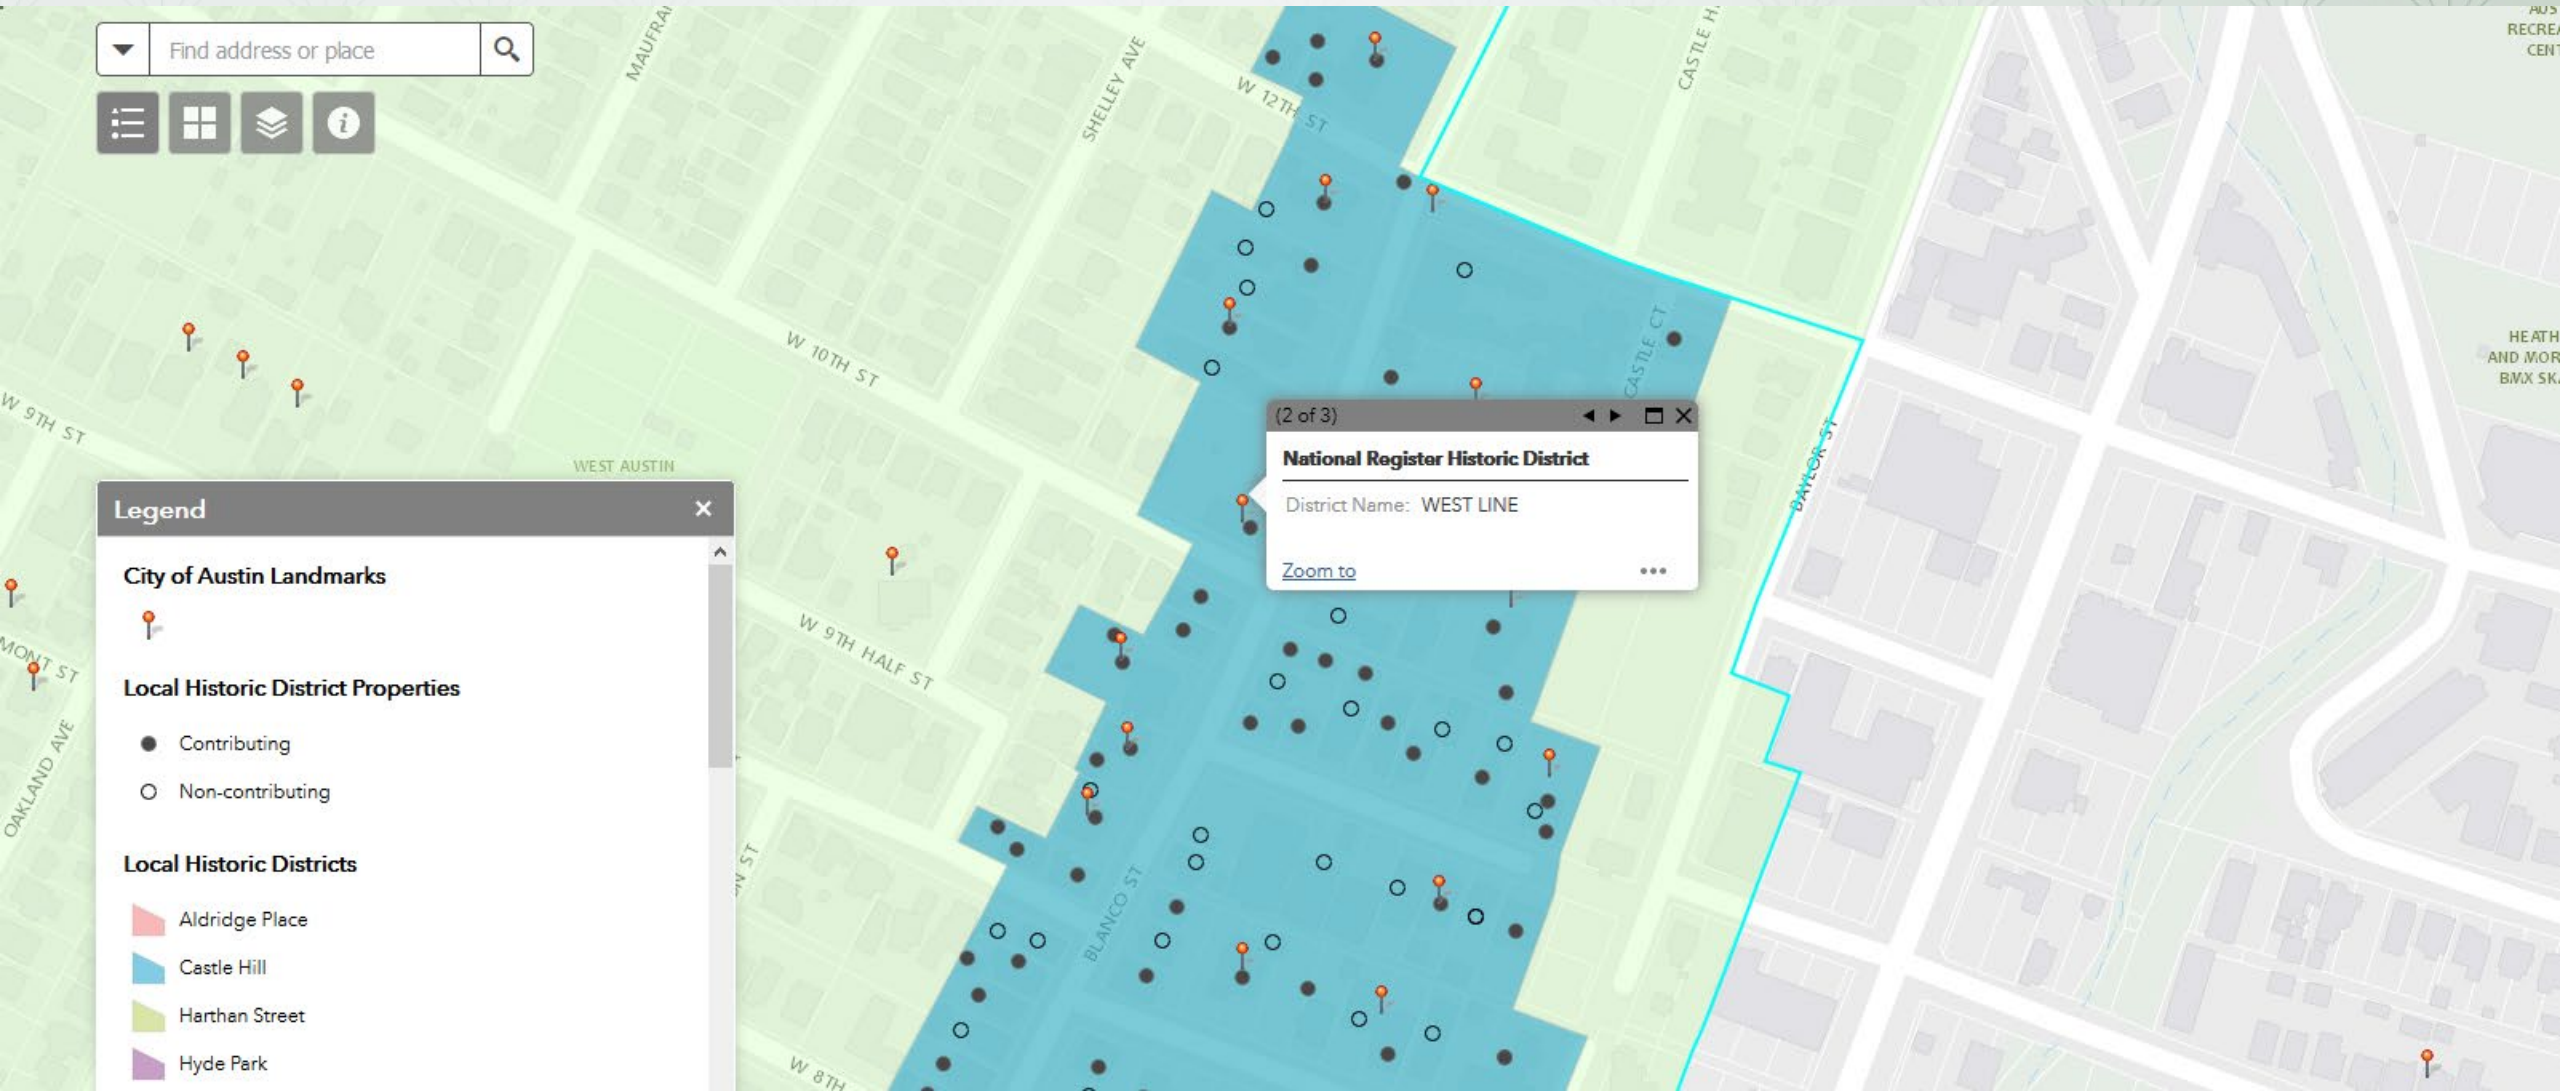 Find address or place
MAUFRAI
SHELLEY AVE
W 12TH ST
CASTLE H
AUS
RECREA
CENT
W 10TH ST
CASTLE CT
HEATH
AND MOR
BMX SK
W 9TH ST
WEST AUSTIN
BAYLOR ST
(2 of 3)
National Register Historic District
District Name: WEST LINE
Zoom to
MONT ST
OAKLAND AVE
W 9TH HALF ST
BLANCO ST
N ST
W 8TH
Legend
City of Austin Landmarks
Local Historic District Properties
Contributing
Non-contributing
Local Historic Districts
Aldridge Place
Castle Hill
Harthan Street
Hyde Park